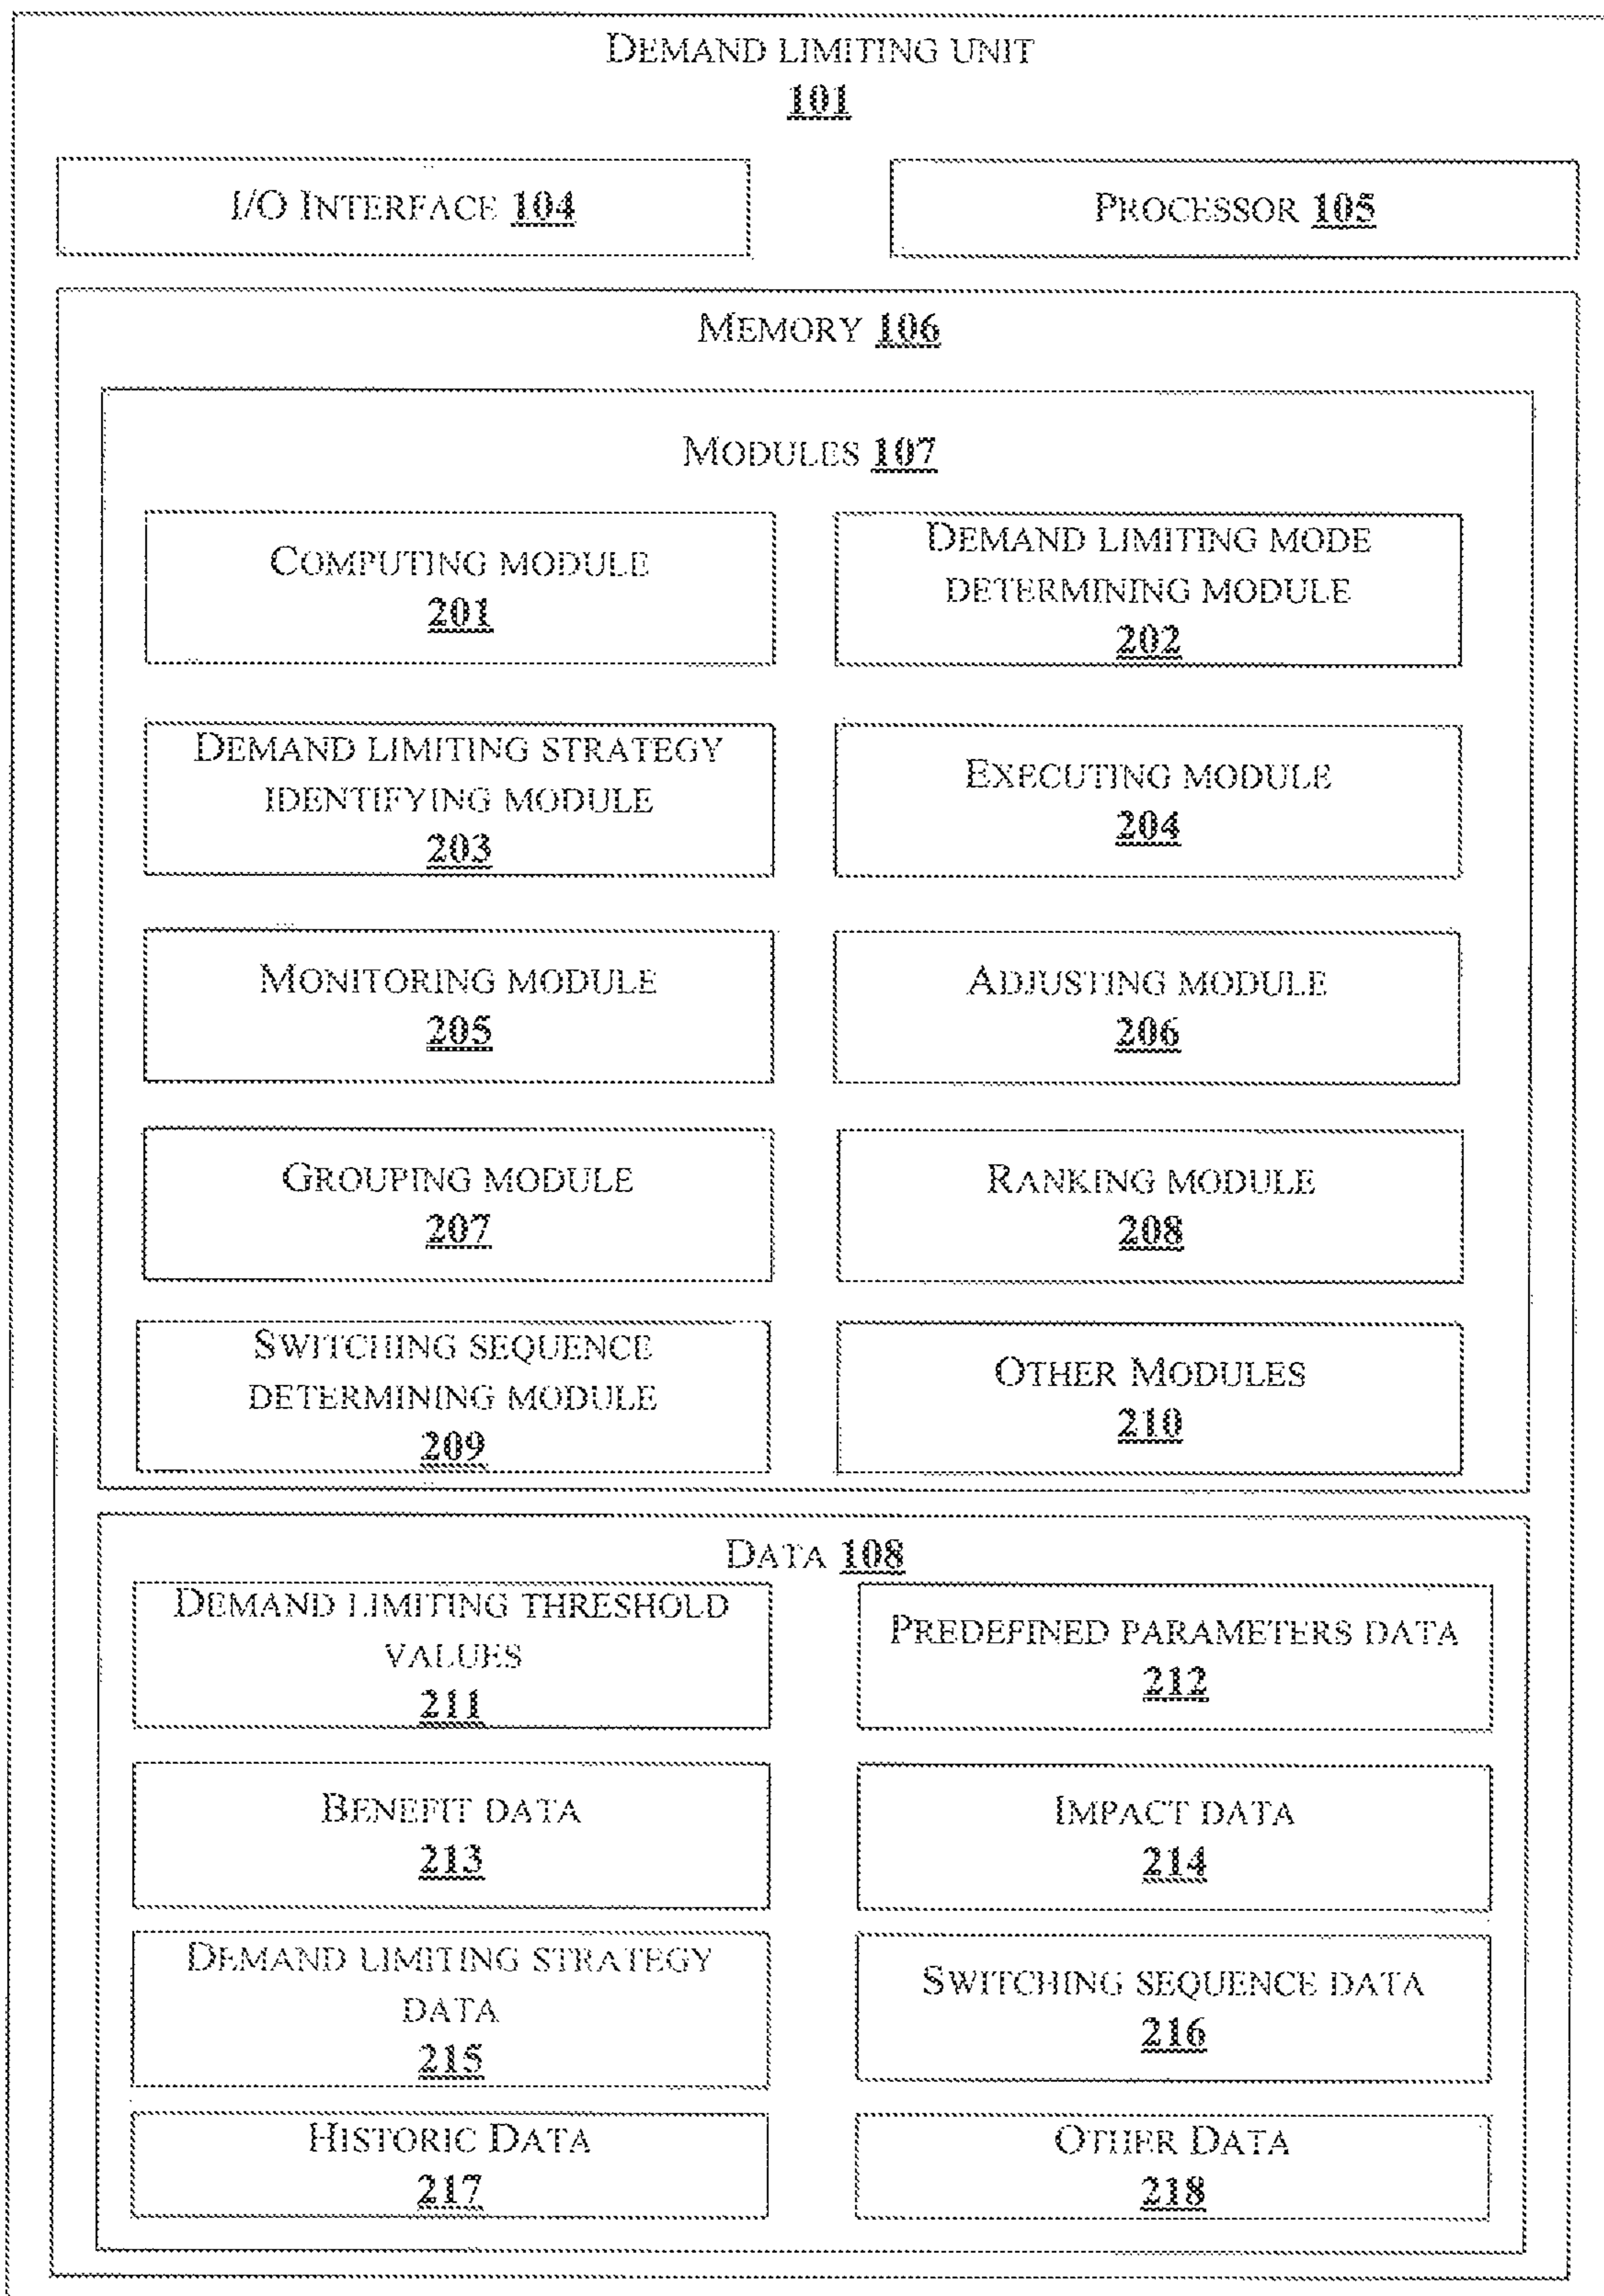 DEMAND LIMITING UNIT
101
I/O INTERFACE 104
PROCESSOR 105
MEMORY 106
MODULES 107
COMPUTING MODULE
201
DEMAND LIMITING MODE
DETERMINING MODULE
202
DEMAND LIMITING STRATEGY
IDENTIFYING MODULE
203
EXECUTING MODULE
204
MONITORING MODULE
205
ADJUSTING MODULE
206
GROUPING MODULE
207
RANKING MODULE
208
SWITCHING SEQUENCE
DETERMINING MODULE
209
OTHER MODULES
210
DATA 108
DEMAND LIMITING THRESHOLD
VALUES
211
PREDEFINED PARAMETERS DATA
212
BENEFIT DATA
213
IMPACT DATA
214
DEMAND LIMITING STRATEGY
DATA
215
SWITCHING SEQUENCE DATA
216
HISTORIC DATA
217
OTHER DATA
218